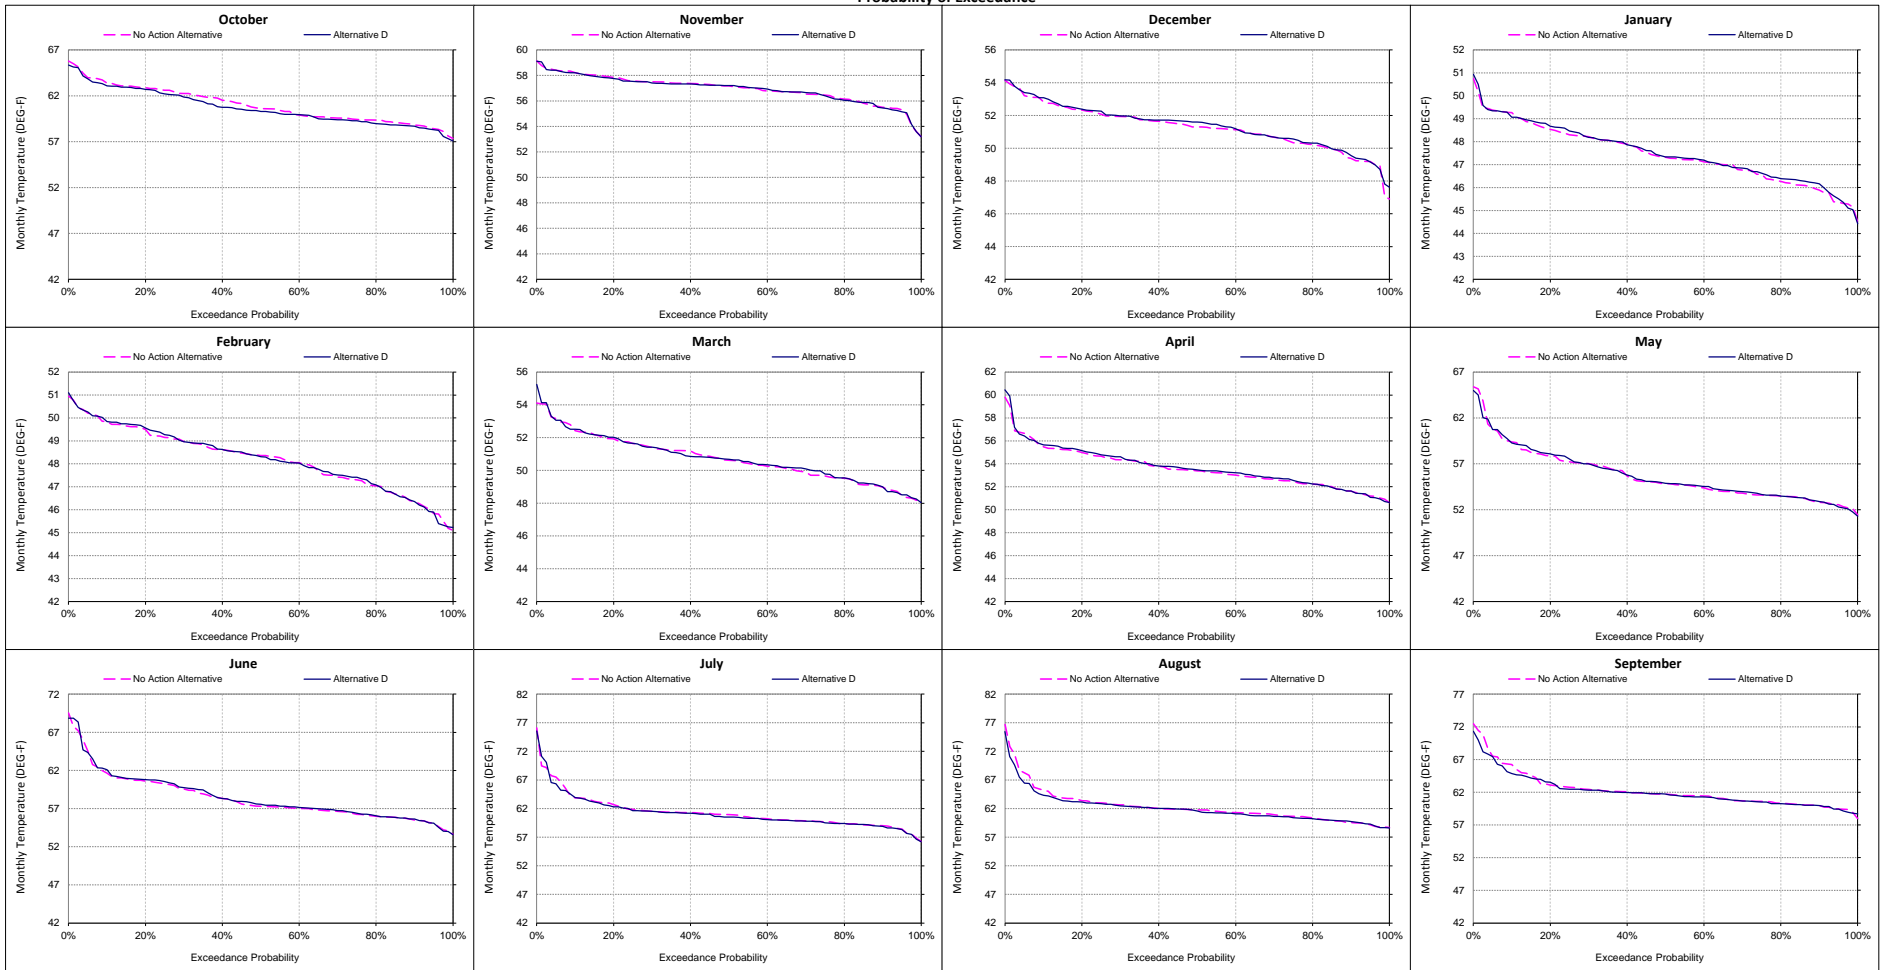 Probability of Exceedance
October
No Action Alternative Alternative D
Monthly Temperature (DEG-F)
67
62
57
52
47
42
0% 20% 40% 60% 80% 100%
Exceedance Probability
November
No Action Alternative Alternative D
Monthly Temperature (DEG-F)
60
58
56
54
52
50
48
46
44
42
0% 20% 40% 60% 80% 100%
Exceedance Probability
December
No Action Alternative Alternative D
Monthly Temperature (DEG-F)
56
54
52
50
48
46
44
42
0% 20% 40% 60% 80% 100%
Exceedance Probability
January
No Action Alternative Alternative D
Monthly Temperature (DEG-F)
52
51
50
49
48
47
46
45
44
43
42
0% 20% 40% 60% 80% 100%
Exceedance Probability
February
No Action Alternative Alternative D
Monthly Temperature (DEG-F)
52
51
50
49
48
47
46
45
44
43
42
0% 20% 40% 60% 80% 100%
Exceedance Probability
March
No Action Alternative Alternative D
Monthly Temperature (DEG-F)
56
54
52
50
48
46
44
42
0% 20% 40% 60% 80% 100%
Exceedance Probability
April
No Action Alternative Alternative D
Monthly Temperature (DEG-F)
62
60
58
56
54
52
50
48
46
44
42
0% 20% 40% 60% 80% 100%
Exceedance Probability
May
No Action Alternative Alternative D
Monthly Temperature (DEG-F)
67
62
57
52
47
42
0% 20% 40% 60% 80% 100%
Exceedance Probability
June
No Action Alternative Alternative D
Monthly Temperature (DEG-F)
72
67
62
57
52
47
42
0% 20% 40% 60% 80% 100%
Exceedance Probability
July
No Action Alternative Alternative D
Monthly Temperature (DEG-F)
82
77
72
67
62
57
52
47
42
0% 20% 40% 60% 80% 100%
Exceedance Probability
August
No Action Alternative Alternative D
Monthly Temperature (DEG-F)
82
77
72
67
62
57
52
47
42
0% 20% 40% 60% 80% 100%
Exceedance Probability
September
No Action Alternative Alternative D
Monthly Temperature (DEG-F)
77
72
67
62
57
52
47
42
0% 20% 40% 60% 80% 100%
Exceedance Probability